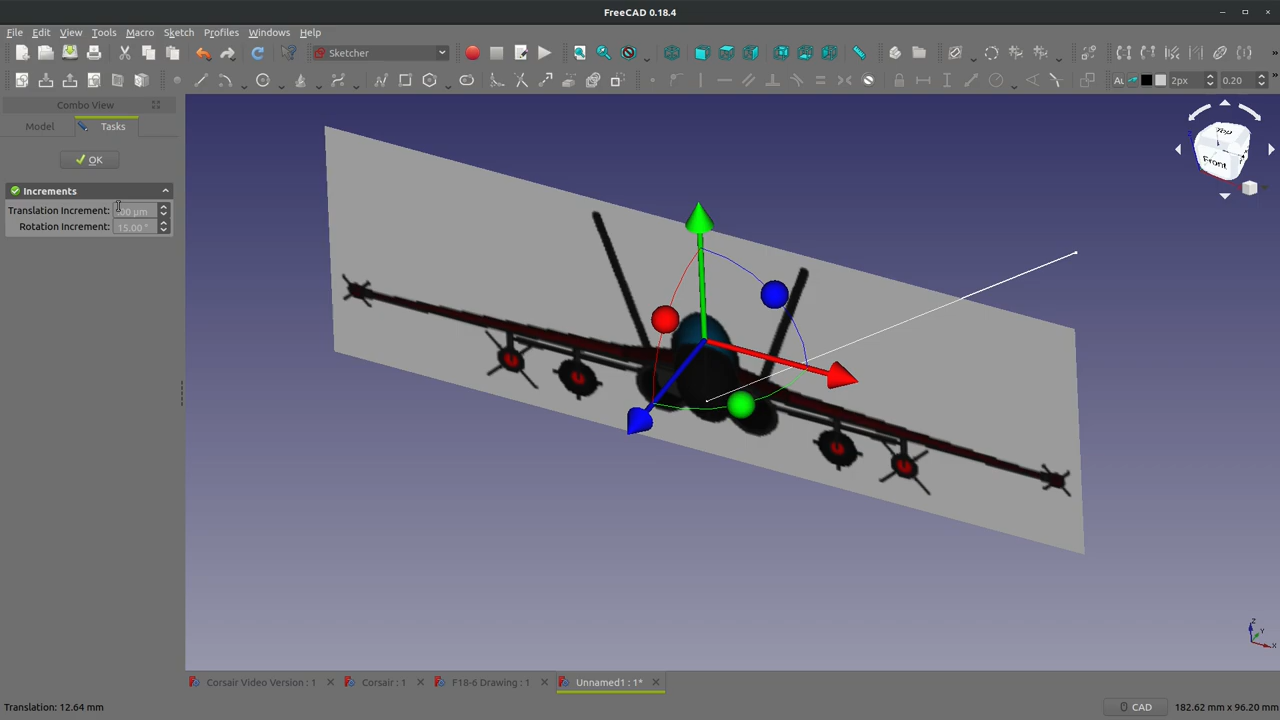 FreeCAD 0.18.4
File Edit View Tools Macro Sketch Profiles Windows Help
Sketcher
2px
0.20
Combo View
Model
Tasks
OK
Increments
Translation Increment:
Rotation Increment: 15.00 °
Front
Z
Y
X
Corsair Video Version : 1
Corsair : 1
F18-6 Drawing : 1
Unnamed1 : 1*
Translation: 12.64 mm
CAD
182.62 mm x 96.20 mm